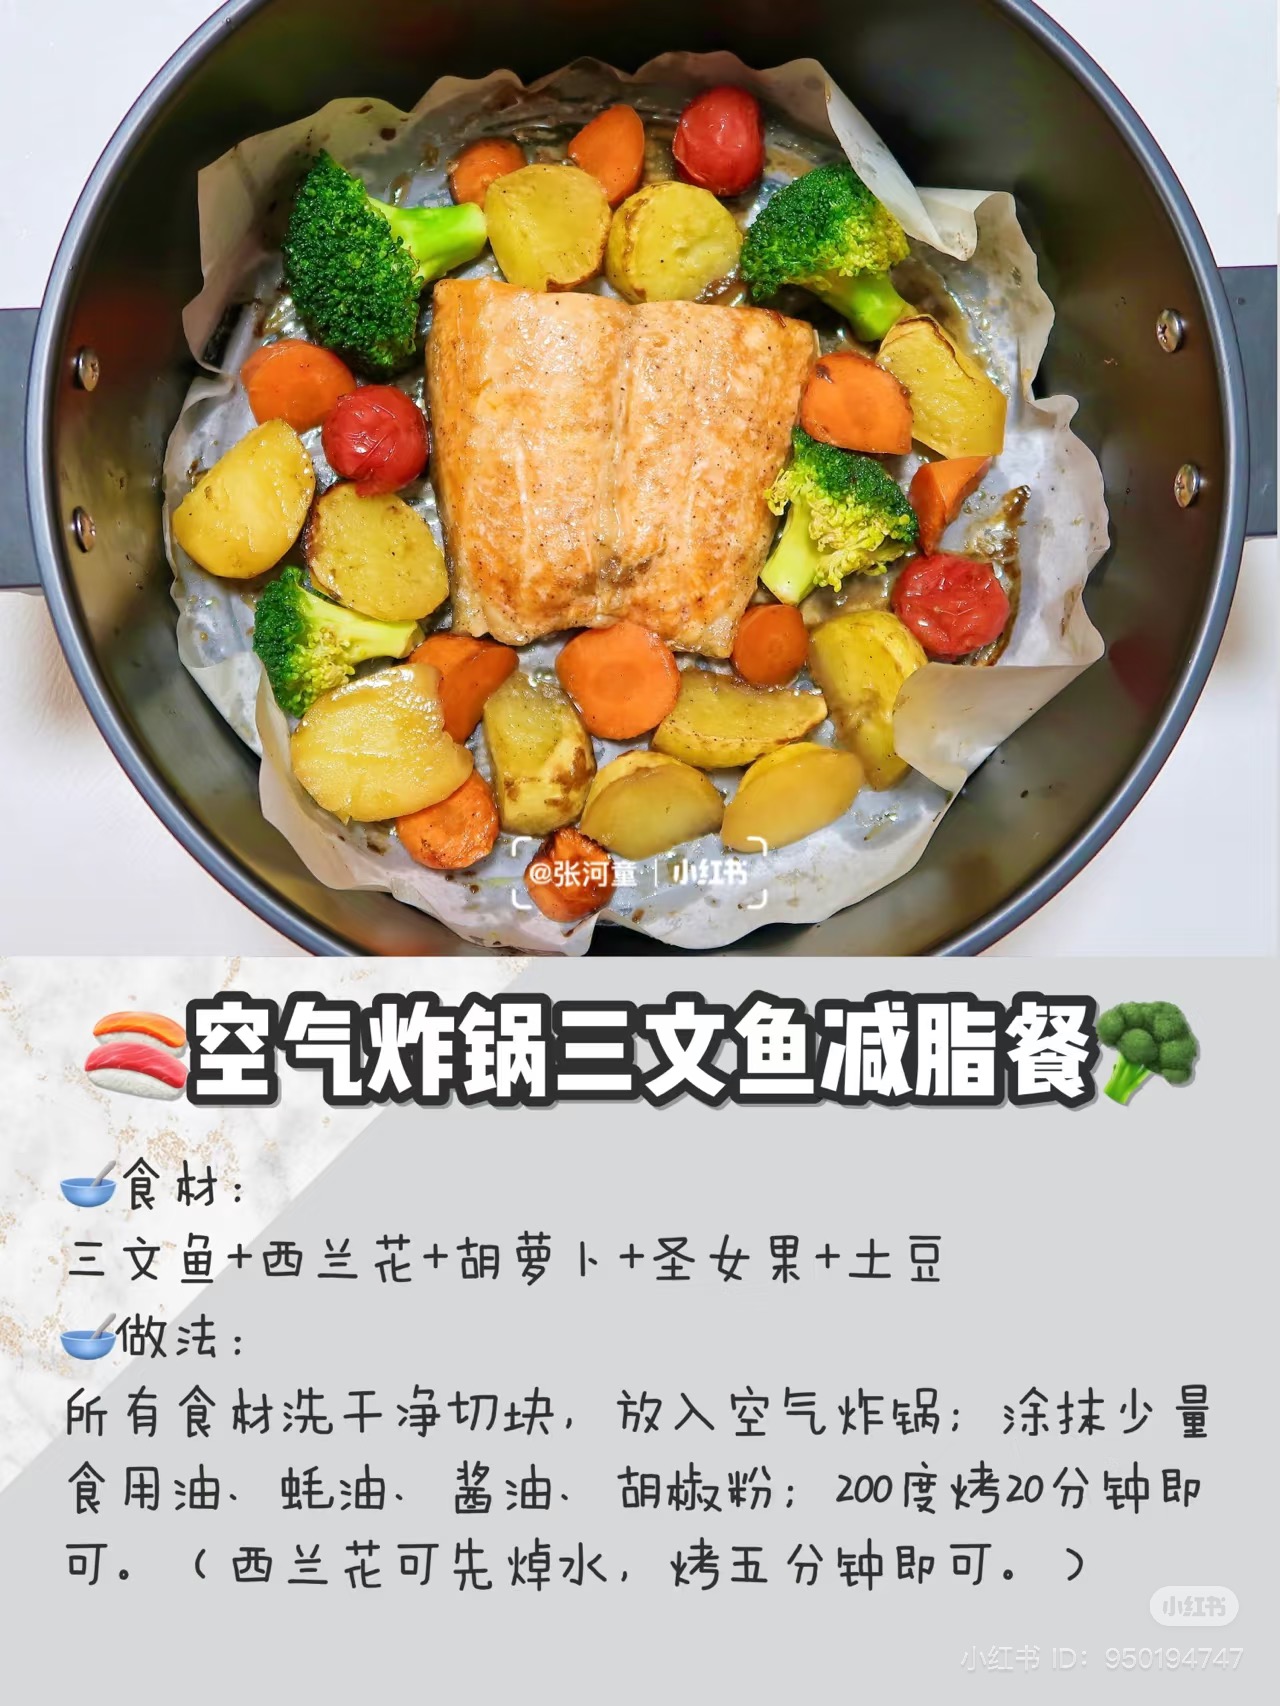 @张河童 | 小红书
空气炸锅三文鱼减脂餐
食材：
三文鱼+西兰花+胡萝卜+圣女果+土豆
做法：
所有食材洗干净切块，放入空气炸锅；涂抹少量
食用油、蚝油、酱油、胡椒粉；200度烤20分钟即
可。（西兰花可先焯水，烤五分钟即可。）
小红书
小红书 ID：950194747